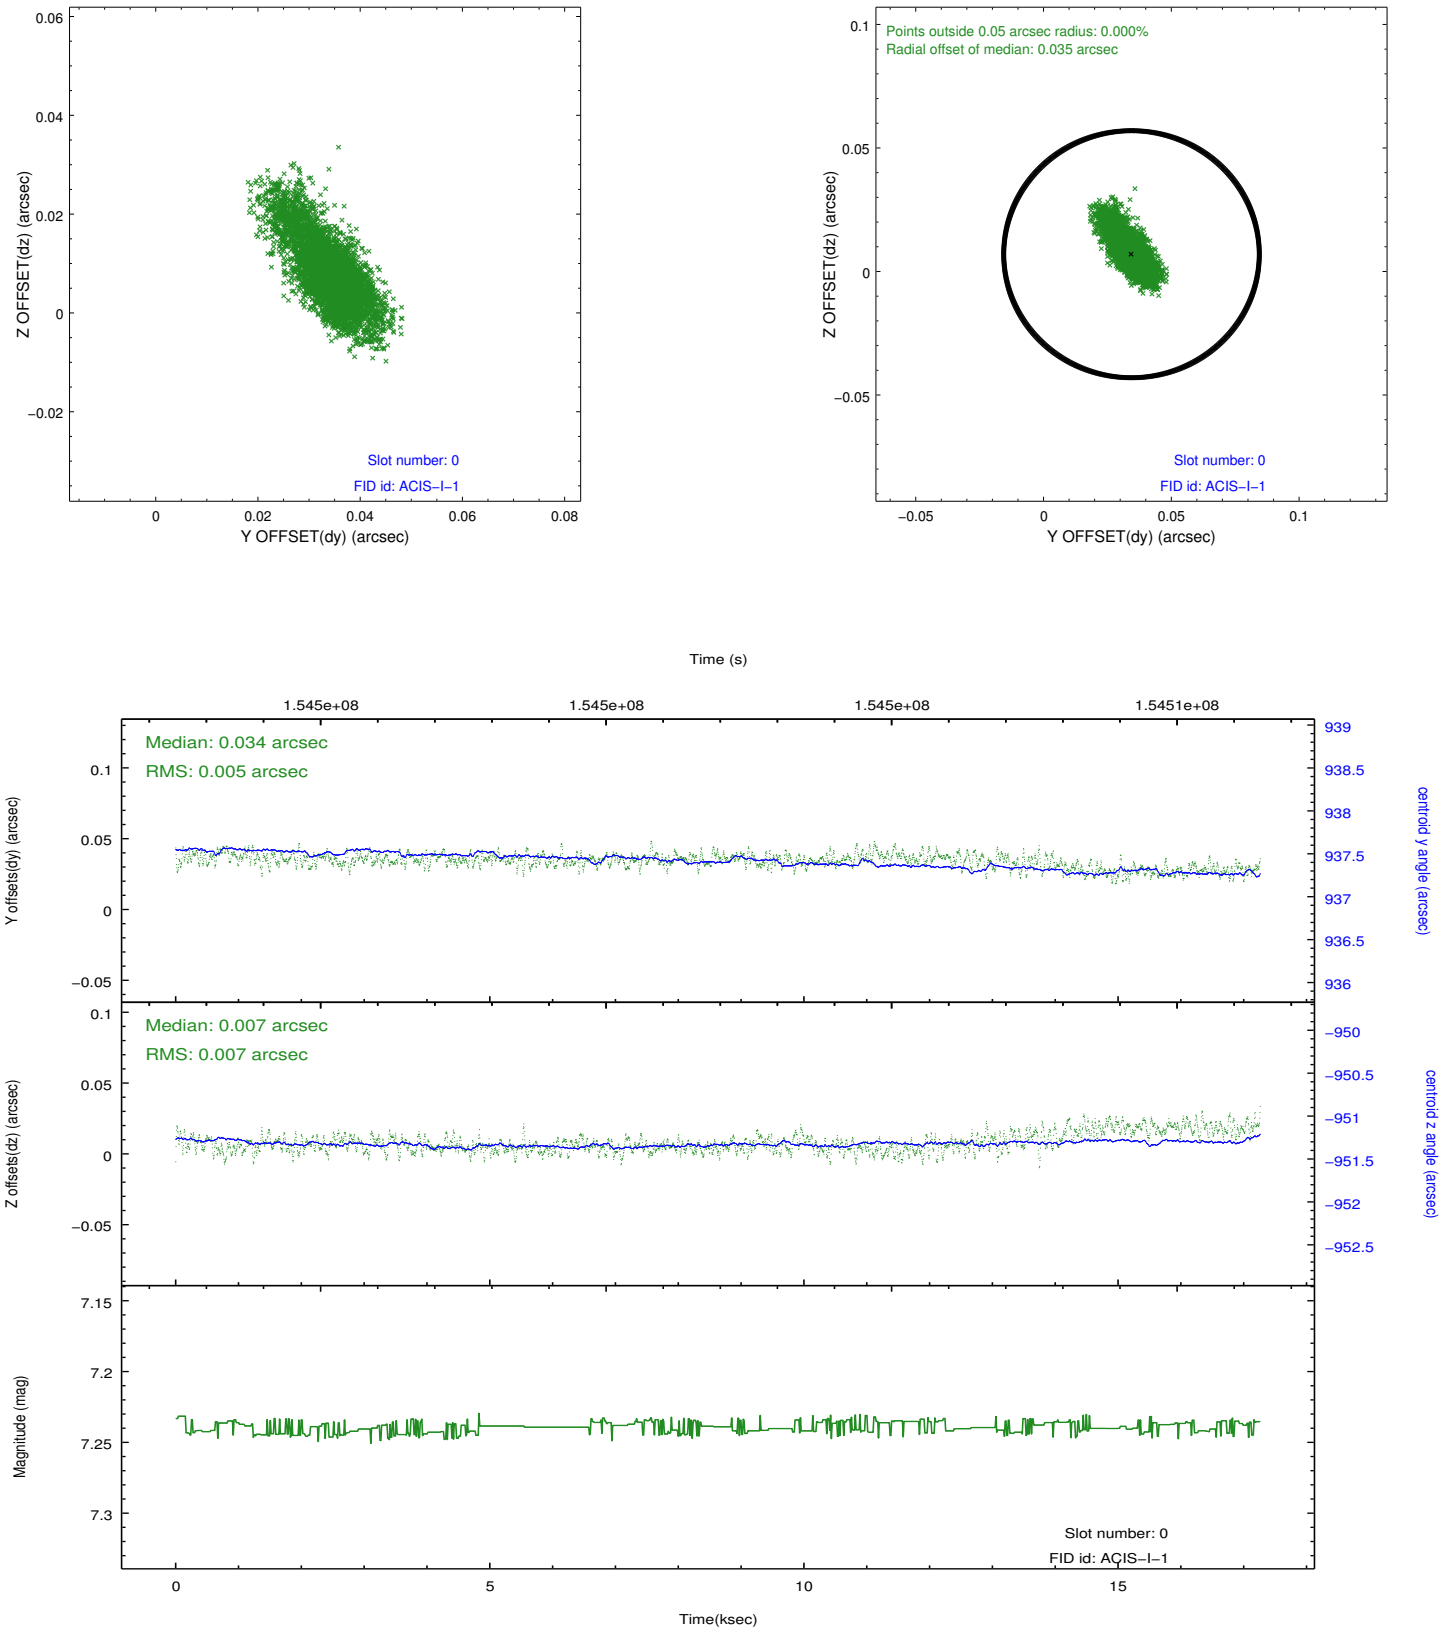 0.06
0.04
0.02
0
−0.02
Z OFFSET(dz) (arcsec)
Slot number: 0
FID id: ACIS−I−1
0 0.02 0.04 0.06 0.08
Y OFFSET(dy) (arcsec)
Points outside 0.05 arcsec radius: 0.000%
Radial offset of median: 0.035 arcsec
0.1
0.05
0
−0.05
Z OFFSET(dz) (arcsec)
Slot number: 0
FID id: ACIS−I−1
−0.05 0 0.05 0.1
Y OFFSET(dy) (arcsec)
Time (s)
1.545e+08 1.545e+08 1.545e+08 1.5451e+08
Median: 0.034 arcsec
RMS: 0.005 arcsec
0.1
0.05
0
−0.05
Y offsets(dy) (arcsec)
939
938.5
938
937.5
937
936.5
936
centroid y angle (arcsec)
Median: 0.007 arcsec
RMS: 0.007 arcsec
0.1
0.05
0
−0.05
Z offsets(dz) (arcsec)
−950
−950.5
−951
−951.5
−952
−952.5
centroid z angle (arcsec)
7.15
7.2
7.25
7.3
Magnitude (mag)
Slot number: 0
FID id: ACIS−I−1
0 5 10 15
Time(ksec)